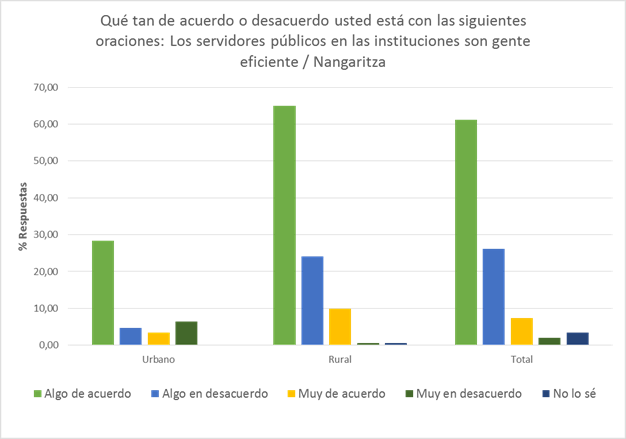 Qué tan de acuerdo o desacuerdo usted está con las siguientes
oraciones: Los servidores públicos en las instituciones son gente
eficiente / Nangaritza
70,00
60,00
50,00
40,00
30,00
20,00
10,00
0,00
% Respuestas
Urbano Rural Total
Algo de acuerdo Algo en desacuerdo Muy de acuerdo Muy en desacuerdo No lo sé